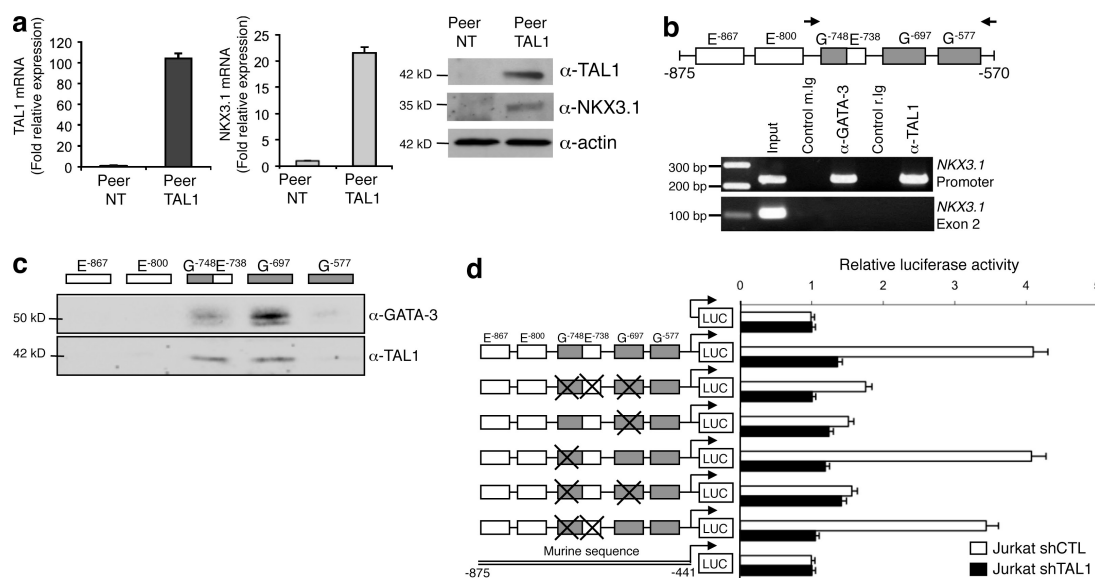 a
TAL1 mRNA
(Fold relative expression)
120
100
80
60
40
20
0
Peer
NT
Peer
TAL1
NKX3.1 mRNA
(Fold relative expression)
25
20
15
10
5
0
Peer
NT
Peer
TAL1
Peer
NT
Peer
TAL1
42 kD
α-TAL1
35 kD
α-NKX3.1
42 kD
α-actin
b
E-867
E-800
G-748
E-738
G-697
G-577
-875
-570
Input
Control m.Ig
α-GATA-3
Control r.Ig
α-TAL1
300 bp
200 bp
NKX3.1
Promoter
100 bp
NKX3.1
Exon 2
c
E-867
E-800
G-748
E-738
G-697
G-577
50 kD
α-GATA-3
42 kD
α-TAL1
d
Relative luciferase activity
0
1
2
3
4
5
LUC
E-867
E-800
G-748
E-738
G-697
G-577
LUC
LUC
LUC
LUC
LUC
LUC
Murine sequence
-875
-441
LUC
Jurkat shCTL
Jurkat shTAL1